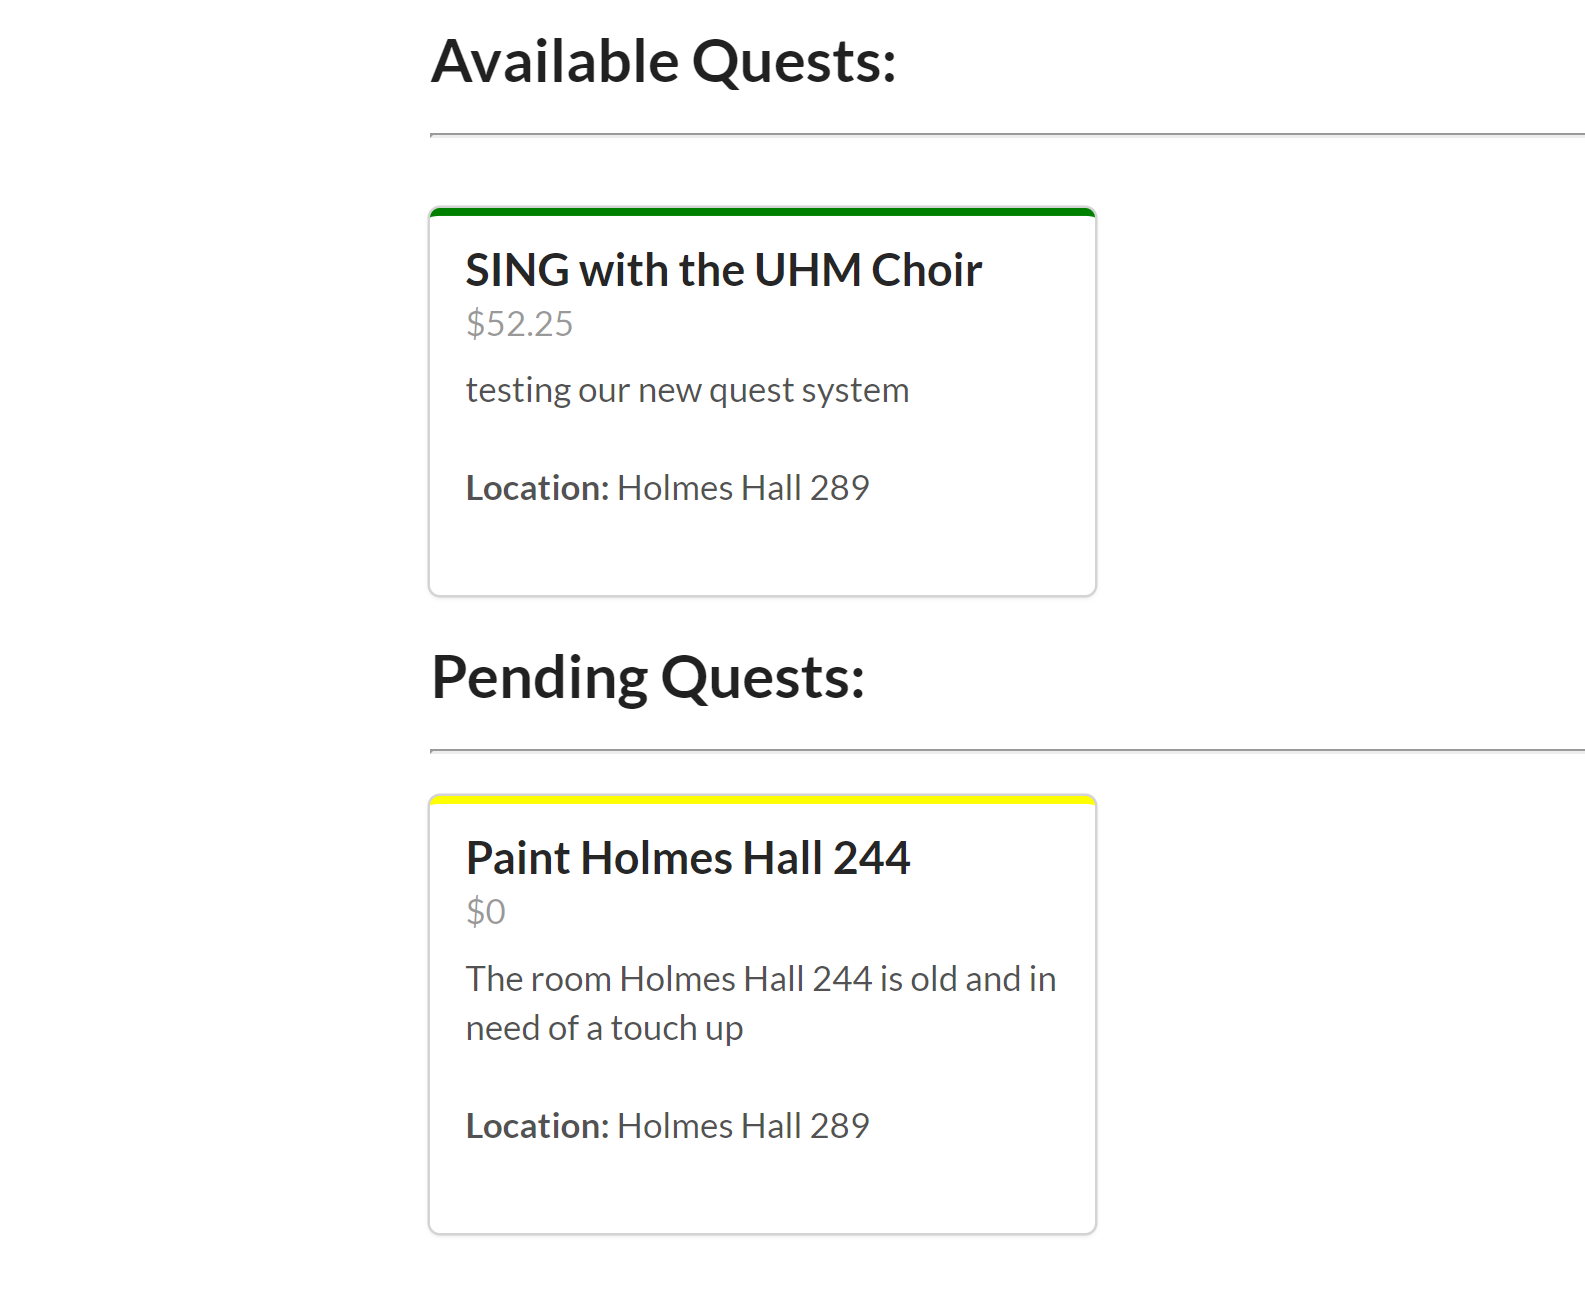 Available Quests:
SING with the UHM Choir
$52.25
testing our new quest system
Location: Holmes Hall 289
Pending Quests:
Paint Holmes Hall 244
$0
The room Holmes Hall 244 is old and in
need of a touch up
Location: Holmes Hall 289